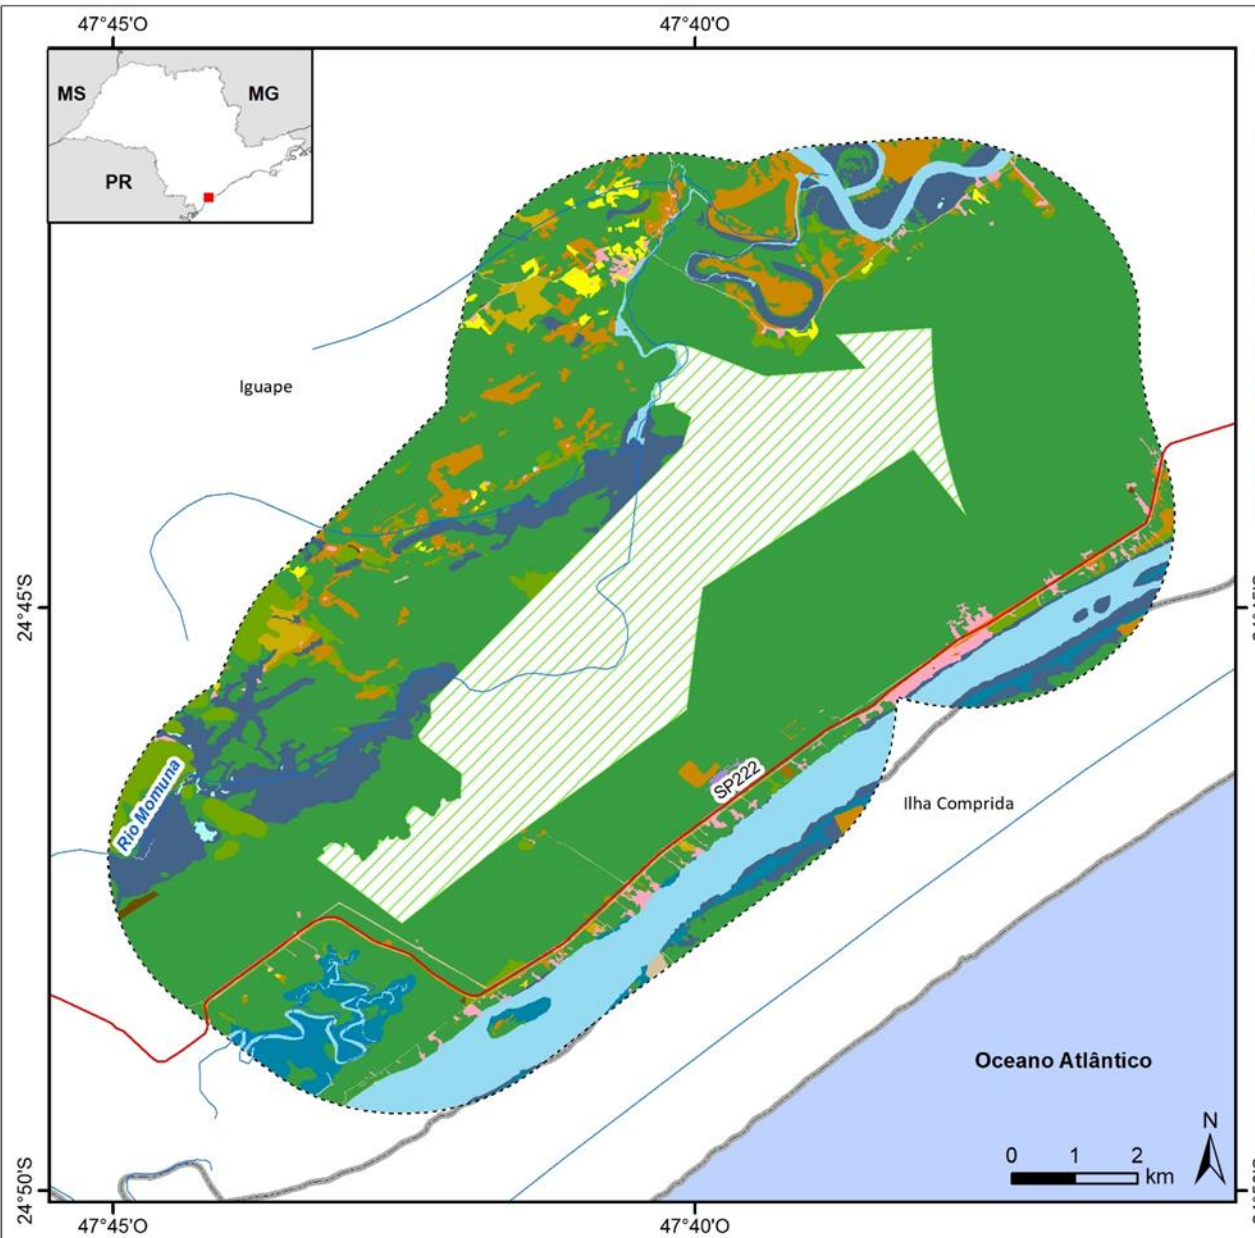 47°45'O
47°40'O
MS
MG
PR
Iguape
24°45'S
Rio Momuna
SP222
Ilha Comprida
Oceano Atlântico
N
0 1 2
km
24°50'S
47°45'O
47°40'O